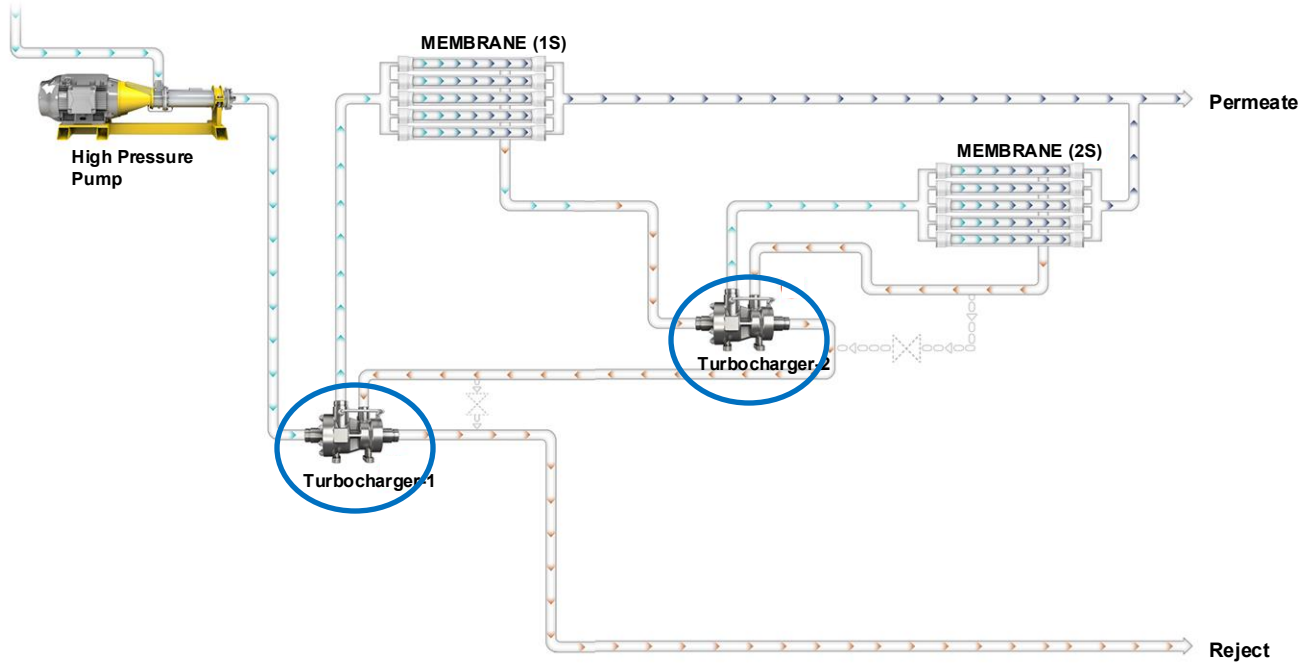 MEMBRANE (1S)
Permeate
High Pressure
Pump
MEMBRANE (2S)
Turbocharger-2
Turbocharger-1
Reject